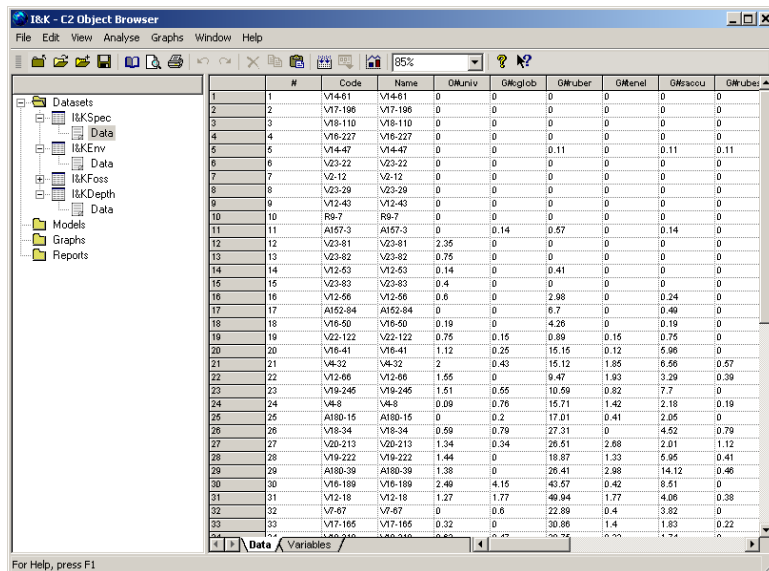 I&K - C2 Object Browser
File Edit View Analyse Graphs Window Help
85%
Datasets
I&KSpec
Data
I&KEnv
Data
I&KFoss
I&KDepth
Data
Models
Graphs
Reports
# Code Name O#univ G#cglob G#ruber G#tenel G#saccu G#rubes
1 1 V14-61 V14-61 0 0 0 0 0 0
2 2 V17-196 V17-196 0 0 0 0 0 0
3 3 V18-110 V18-110 0 0 0 0 0 0
4 4 V16-227 V16-227 0 0 0 0 0 0
5 5 V14-47 V14-47 0 0 0.11 0 0.11 0.11
6 6 V23-22 V23-22 0 0 0 0 0 0
7 7 V2-12 V2-12 0 0 0 0 0 0
8 8 V23-29 V23-29 0 0 0 0 0 0
9 9 V12-43 V12-43 0 0 0 0 0 0
10 10 R9-7 R9-7 0 0 0 0 0 0
11 11 A157-3 A157-3 0 0.14 0.57 0 0.14 0
12 12 V23-81 V23-81 2.35 0 0 0 0 0
13 13 V23-82 V23-82 0.75 0 0 0 0 0
14 14 V12-53 V12-53 0.14 0 0.41 0 0 0
15 15 V23-83 V23-83 0.4 0 0 0 0 0
16 16 V12-56 V12-56 0.6 0 2.98 0 0.24 0
17 17 A152-84 A152-84 0 0 6.7 0 0.49 0
18 18 V16-50 V16-50 0.19 0 4.26 0 0.19 0
19 19 V22-122 V22-122 0.75 0.15 0.89 0.15 0.75 0
20 20 V16-41 V16-41 1.12 0.25 15.15 0.12 5.96 0
21 21 V4-32 V4-32 2 0.43 15.12 1.85 6.56 0.57
22 22 V12-66 V12-66 1.55 0 9.47 1.93 3.29 0.39
23 23 V19-245 V19-245 1.51 0.55 10.59 0.82 7.7 0
24 24 V4-8 V4-8 0.09 0.76 15.71 1.42 2.18 0.19
25 25 A180-15 A180-15 0 0.2 17.01 0.41 2.05 0
26 26 V18-34 V18-34 0.59 0.79 27.31 0 4.52 0.79
27 27 V20-213 V20-213 1.34 0.34 26.51 2.68 2.01 1.12
28 28 V19-222 V19-222 1.44 0 18.87 1.33 5.95 0.41
29 29 A180-39 A180-39 1.38 0 26.41 2.98 14.12 0.46
30 30 V16-189 V16-189 2.49 4.15 43.57 0.42 8.51 0
31 31 V12-18 V12-18 1.27 1.77 49.94 1.77 4.06 0.38
32 32 V7-67 V7-67 0 0.6 22.89 0.4 3.82 0
33 33 V17-165 V17-165 0.32 0 30.86 1.4 1.83 0.22
Data Variables
For Help, press F1